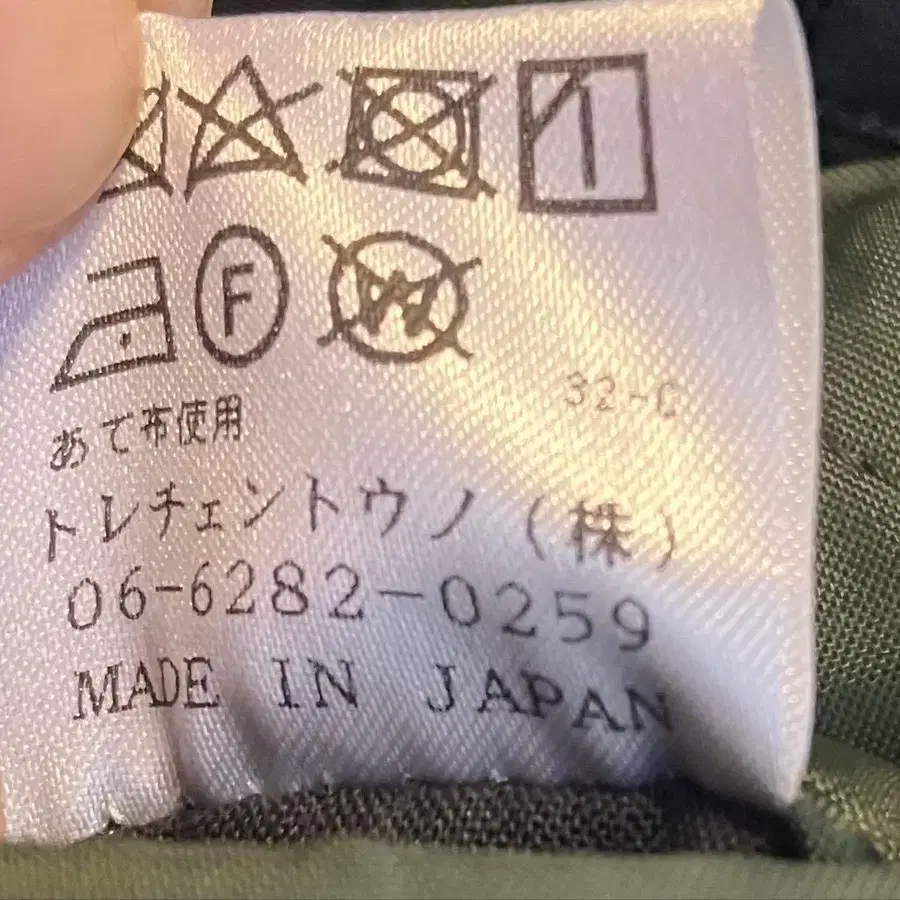 F
W
32-C
あて布使用
トレチェントウノ(株)
06-6282-0259
MADE IN JAPAN